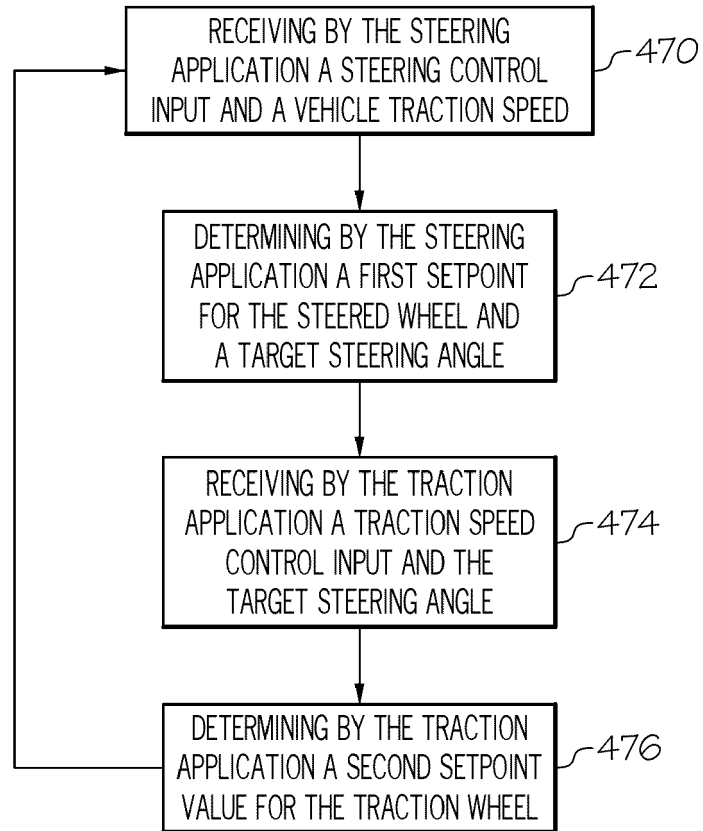 RECEIVING BY THE STEERING
APPLICATION A STEERING CONTROL
INPUT AND A VEHICLE TRACTION SPEED
470
DETERMINING BY THE STEERING
APPLICATION A FIRST SETPOINT
FOR THE STEERED WHEEL AND
A TARGET STEERING ANGLE
472
RECEIVING BY THE TRACTION
APPLICATION A TRACTION SPEED
CONTROL INPUT AND THE
TARGET STEERING ANGLE
474
DETERMINING BY THE TRACTION
APPLICATION A SECOND SETPOINT
VALUE FOR THE TRACTION WHEEL
476